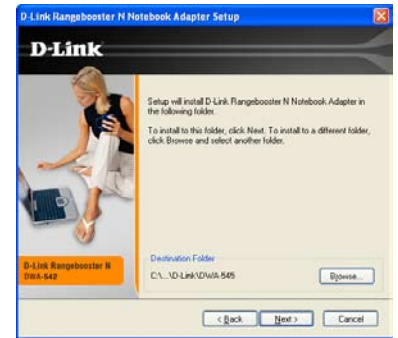 D-Link Rangebooster N Notebook Adapter Setup
D-Link
Setup will install D-Link Rangebooster N Notebook Adapter in
the following folder.
To install to this folder, click Next. To install to a different folder,
click Browse and select another folder.
D-Link Rangebooster N
DWA-542
Destination Folder
C:\...\D-Link\DWA-545
Browse...
< Back
Next >
Cancel